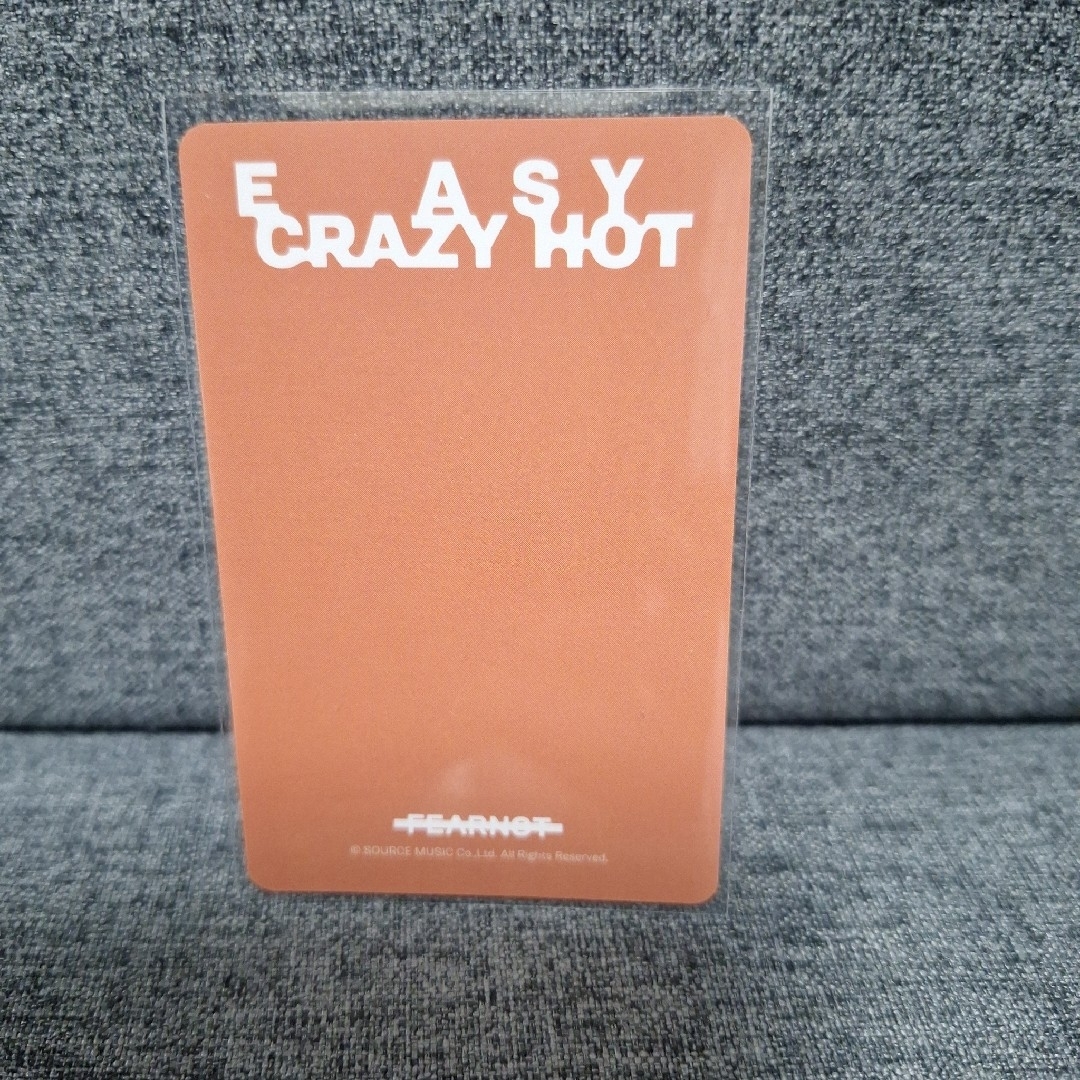 E A S Y
CRAZY HOT
FEARNOT
© SOURCE MUSIC Co.,Ltd. All Rights Reserved.